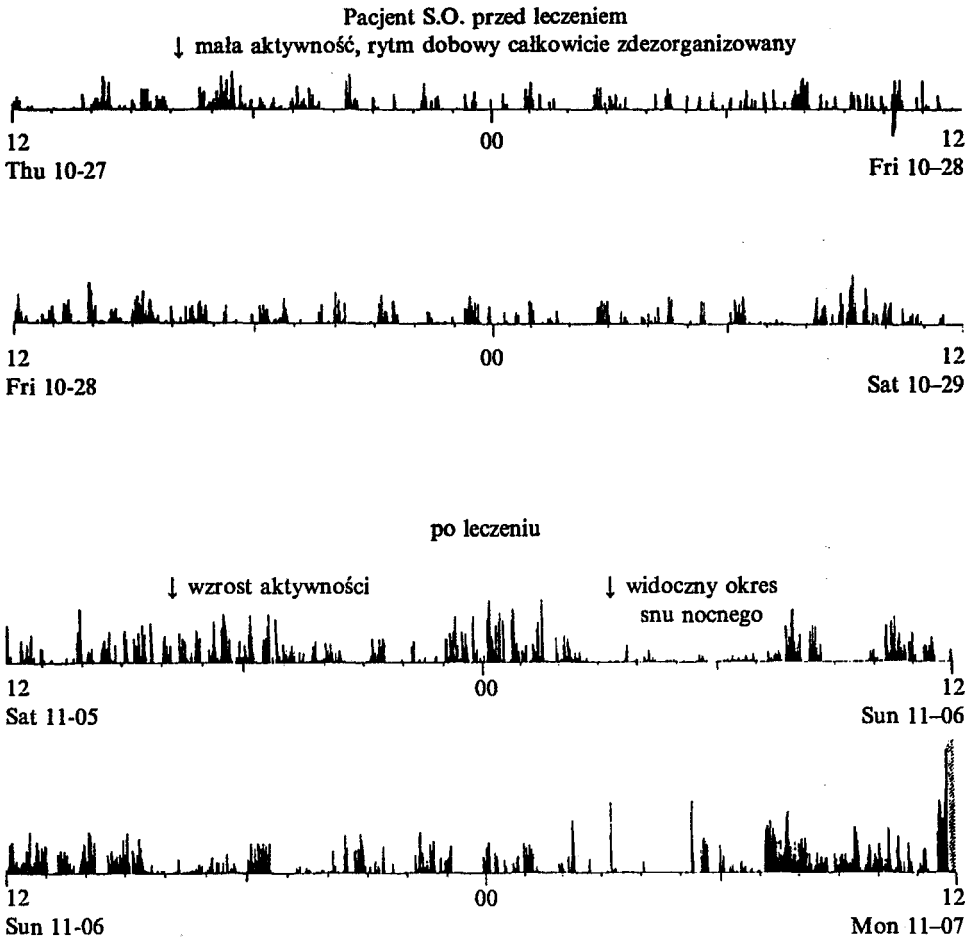 Pacjent S.O. przed leczeniem
↓ mała aktywność, rytm dobowy całkowicie zdezorganizowany
12 00 12
Thu 10-27 Fri 10–28
12 00 12
Fri 10-28 Sat 10–29
po leczeniu
↓ wzrost aktywności ↓ widoczny okres
snu nocnego
12 00 12
Sat 11-05 Sun 11–06
12 00 12
Sun 11-06 Mon 11–07